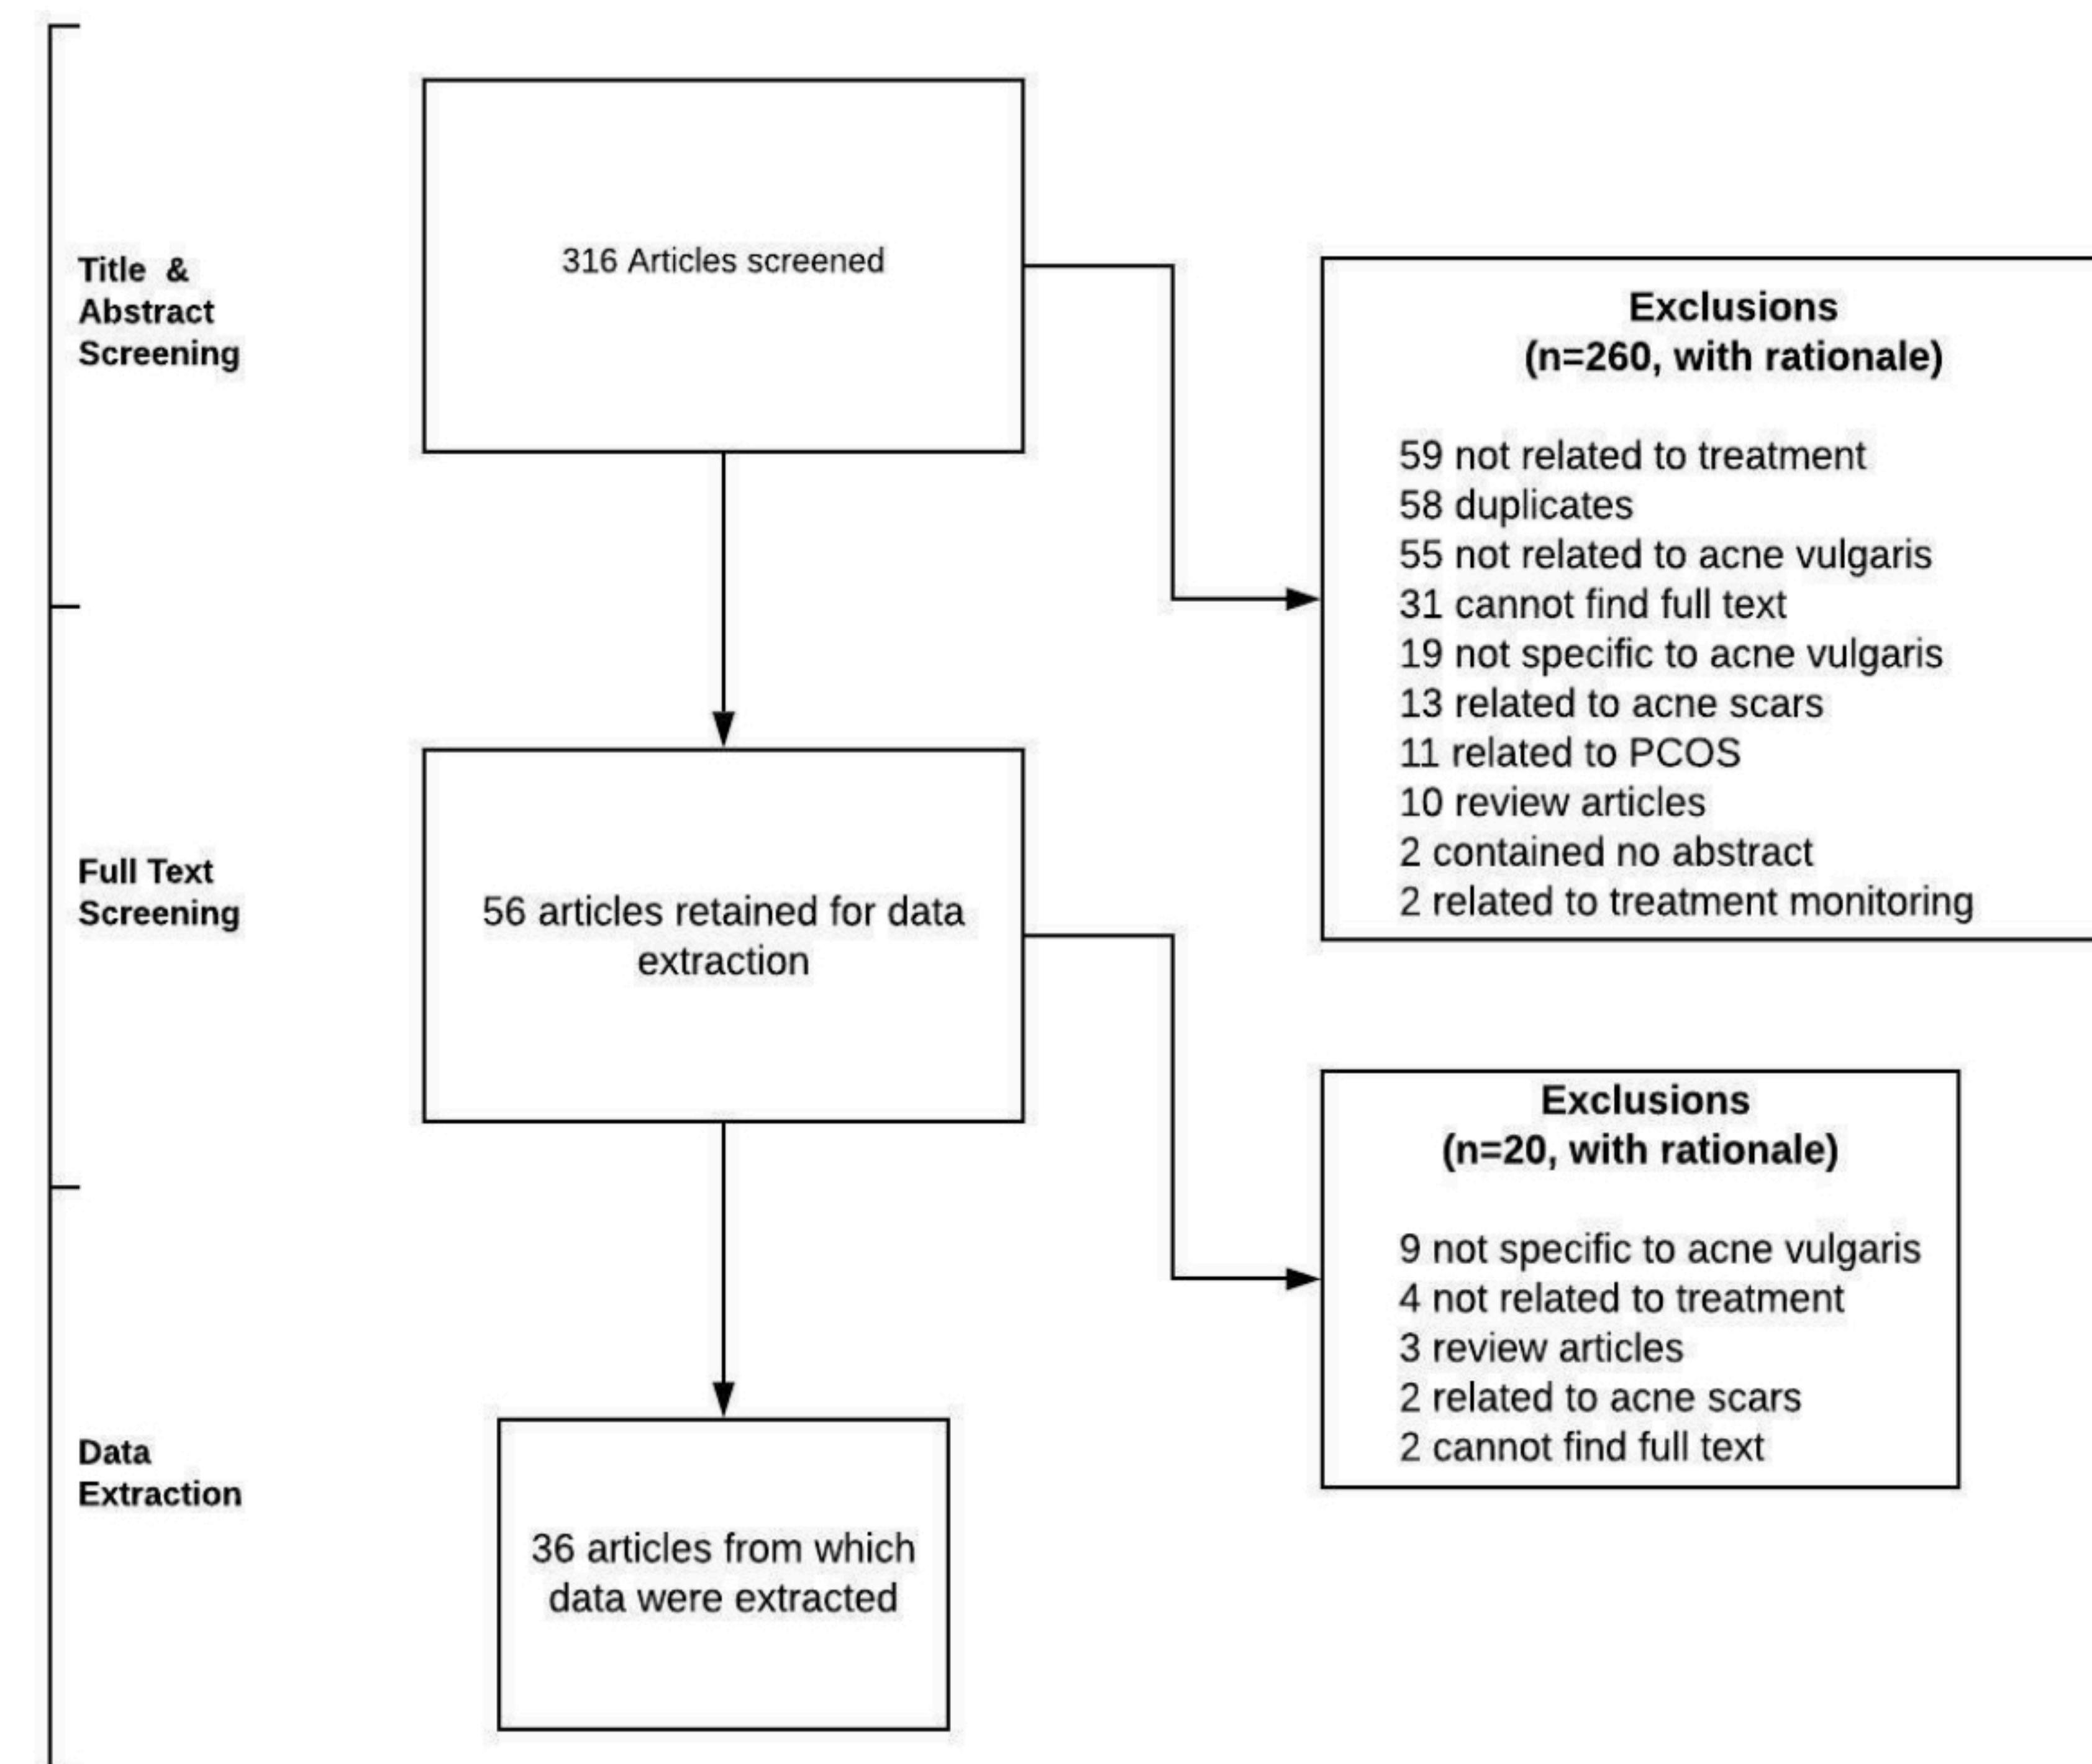 Title & 
Abstract
Screening
316 Articles screened
Exclusions
(n=260, with rationale)
59 not related to treatment
58 duplicates
55 not related to acne vulgaris
31 cannot find full text
19 not specific to acne vulgaris
13 related to acne scars
11 related to PCOS
10 review articles
2 contained no abstract
2 related to treatment monitoring
Full Text
Screening
56 articles retained for data
extraction
Exclusions
(n=20, with rationale)
9 not specific to acne vulgaris
4 not related to treatment
3 review articles
2 related to acne scars
2 cannot find full text
Data
Extraction
36 articles from which
data were extracted